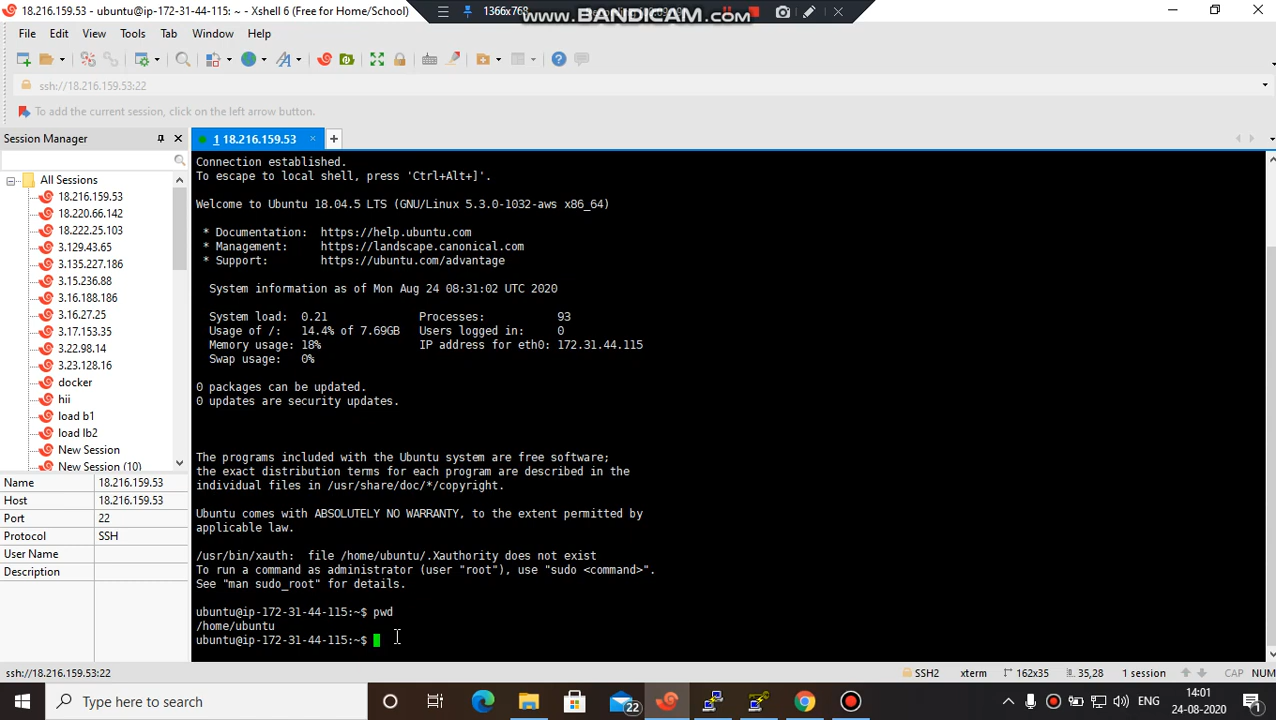 18.216.159.53 - ubuntu@ip-172-31-44-115: ~ - Xshell 6 (Free for Home/School)
1366x768
www.BANDICAM.com
File Edit View Tools Tab Window Help
ssh://18.216.159.53:22
To add the current session, click on the left arrow button.
Session Manager
1 18.216.159.53
All Sessions
18.216.159.53
18.220.66.142
18.222.25.103
3.129.43.65
3.135.227.186
3.15.236.88
3.16.188.186
3.16.27.25
3.17.153.35
3.22.98.14
3.23.128.16
docker
hii
load b1
load lb2
New Session
New Session (10)
Name 18.216.159.53
Host 18.216.159.53
Port 22
Protocol SSH
User Name
Description
Connection established.
To escape to local shell, press 'Ctrl+Alt+]'.
Welcome to Ubuntu 18.04.5 LTS (GNU/Linux 5.3.0-1032-aws x86_64)
* Documentation: https://help.ubuntu.com
* Management: https://landscape.canonical.com
* Support: https://ubuntu.com/advantage
System information as of Mon Aug 24 08:31:02 UTC 2020
System load: 0.21 Processes: 93
Usage of /: 14.4% of 7.69GB Users logged in: 0
Memory usage: 18% IP address for eth0: 172.31.44.115
Swap usage: 0%
0 packages can be updated.
0 updates are security updates.
The programs included with the Ubuntu system are free software;
the exact distribution terms for each program are described in the
individual files in /usr/share/doc/*/copyright.
Ubuntu comes with ABSOLUTELY NO WARRANTY, to the extent permitted by
applicable law.
/usr/bin/xauth: file /home/ubuntu/.Xauthority does not exist
To run a command as administrator (user "root"), use "sudo <command>".
See "man sudo_root" for details.
ubuntu@ip-172-31-44-115:~$ pwd
/home/ubuntu
ubuntu@ip-172-31-44-115:~$
ssh://18.216.159.53:22 SSH2 xterm 162x35 35,28 1 session CAP NUM
Type here to search
22
ENG
14:01
24-08-2020
1